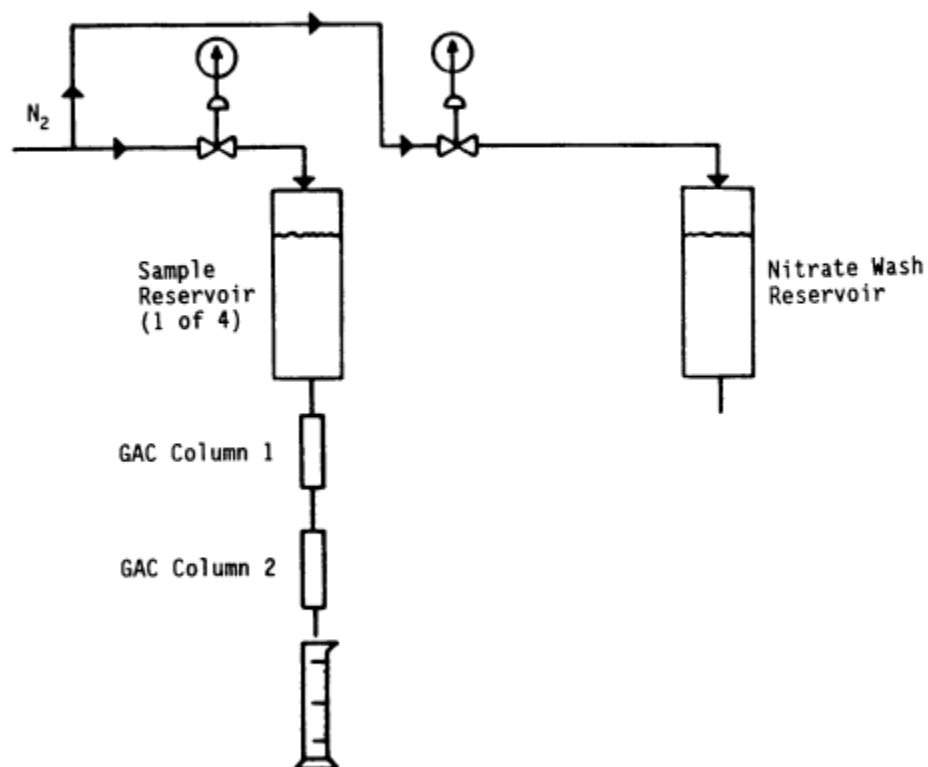 N2
Sample
Reservoir
(1 of 4)
Nitrate Wash
Reservoir
GAC Column 1
GAC Column 2